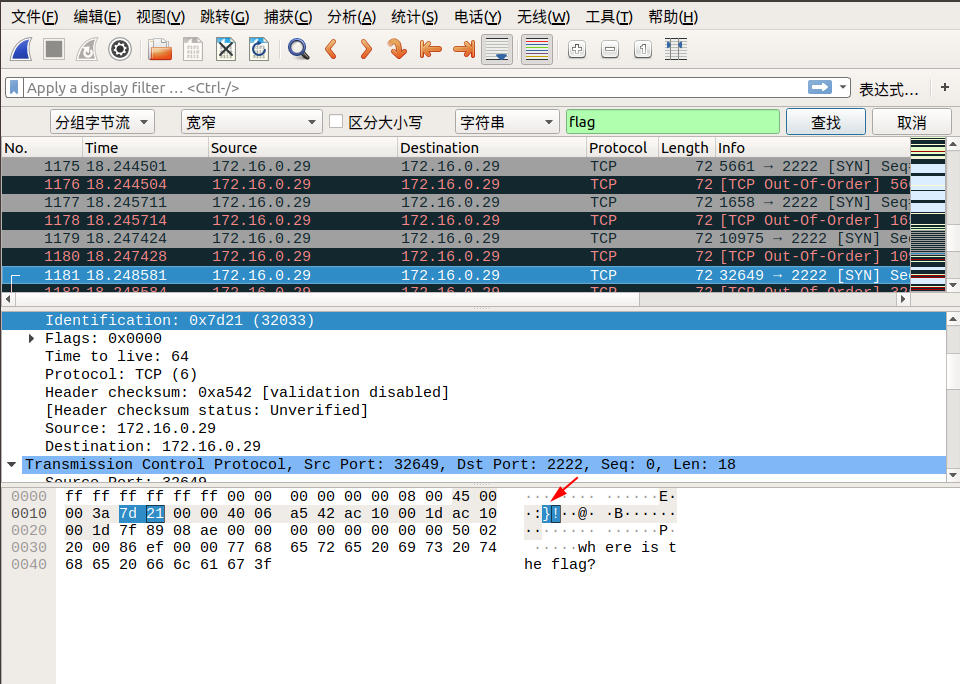 文件(F) 编辑(E) 视图(V) 跳转(G) 捕获(C) 分析(A) 统计(S) 电话(Y) 无线(W) 工具(T) 帮助(H)
Apply a display filter … <Ctrl-/> 表达式… +
分组字节流 宽窄 区分大小写 字符串 flag 查找 取消
No. Time Source Destination Protocol Length Info
1175 18.244501 172.16.0.29 172.16.0.29 TCP 72 5661 → 2222 [SYN] Seq=
1176 18.244504 172.16.0.29 172.16.0.29 TCP 72 [TCP Out-Of-Order] 56
1177 18.245711 172.16.0.29 172.16.0.29 TCP 72 1658 → 2222 [SYN] Seq=
1178 18.245714 172.16.0.29 172.16.0.29 TCP 72 [TCP Out-Of-Order] 16
1179 18.247424 172.16.0.29 172.16.0.29 TCP 72 10975 → 2222 [SYN] Se
1180 18.247428 172.16.0.29 172.16.0.29 TCP 72 [TCP Out-Of-Order] 10
1181 18.248581 172.16.0.29 172.16.0.29 TCP 72 32649 → 2222 [SYN] Se
1182 18.248584 172.16.0.29 172.16.0.29 TCP 72 [TCP Out-Of-Order] 32
Identification: 0x7d21 (32033)
Flags: 0x0000
Time to live: 64
Protocol: TCP (6)
Header checksum: 0xa542 [validation disabled]
[Header checksum status: Unverified]
Source: 172.16.0.29
Destination: 172.16.0.29
Transmission Control Protocol, Src Port: 32649, Dst Port: 2222, Seq: 0, Len: 18
Source Port: 32649
0000 ff ff ff ff ff ff 00 00 00 00 00 00 08 00 45 00 ········ ······E·
0010 00 3a 7d 21 00 00 40 06 a5 42 ac 10 00 1d ac 10 ·:}!··@· ·B······
0020 00 1d 7f 89 08 ae 00 00 00 00 00 00 00 00 50 02 ········ ······P·
0030 20 00 86 ef 00 00 77 68 65 72 65 20 69 73 20 74 ·····wh ere is t
0040 68 65 20 66 6c 61 67 3f he flag?